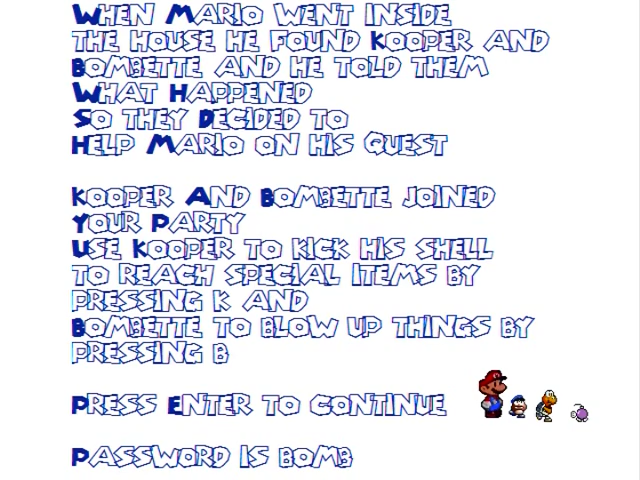 When Mario went inside
the house he found Kooper and
Bombette and he told them
What Happened
So they Decided to
Help Mario on his quest
Kooper And Bombette joined
Your Party
Use Kooper to kick his shell
to reach special items by
pressing k and
Bombette to blow up things by
pressing b
Press Enter to continue
Password is bomb